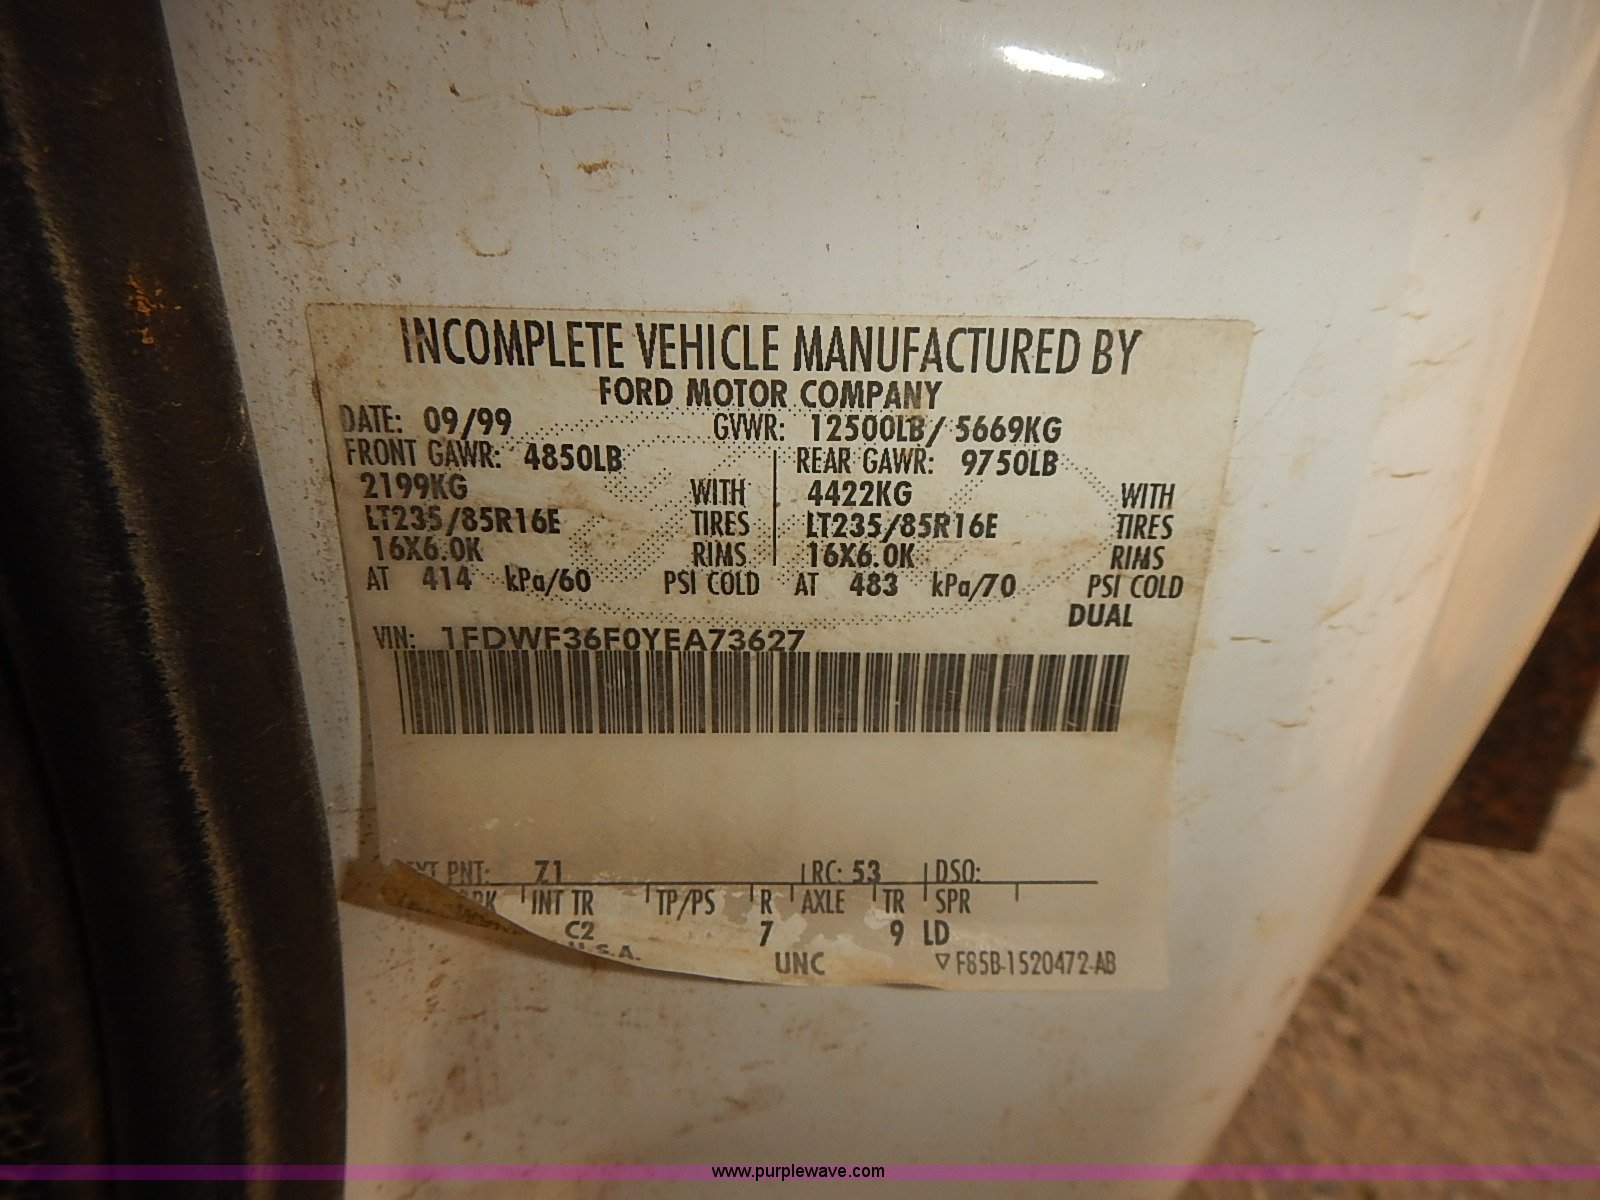 INCOMPLETE VEHICLE MANUFACTURED BY
FORD MOTOR COMPANY
DATE: 09/99 GVWR: 12500LB/ 5669KG
FRONT GAWR: 4850LB REAR GAWR: 9750LB
2199KG WITH 4422KG WITH
LT235/85R16E TIRES LT235/85R16E TIRES
16X6.0K RIMS 16X6.0K RIMS
AT 414 kPa/60 PSI COLD AT 483 kPa/70 PSI COLD
DUAL
VIN: 1FDWF36F0YEA73627
PNT: Z1 RC: 53 DSO:
INT TR TP/PS R AXLE TR SPR
C2 7 9 LD
U.S.A. UNC F85B-1520472-AB
www.purplewave.com